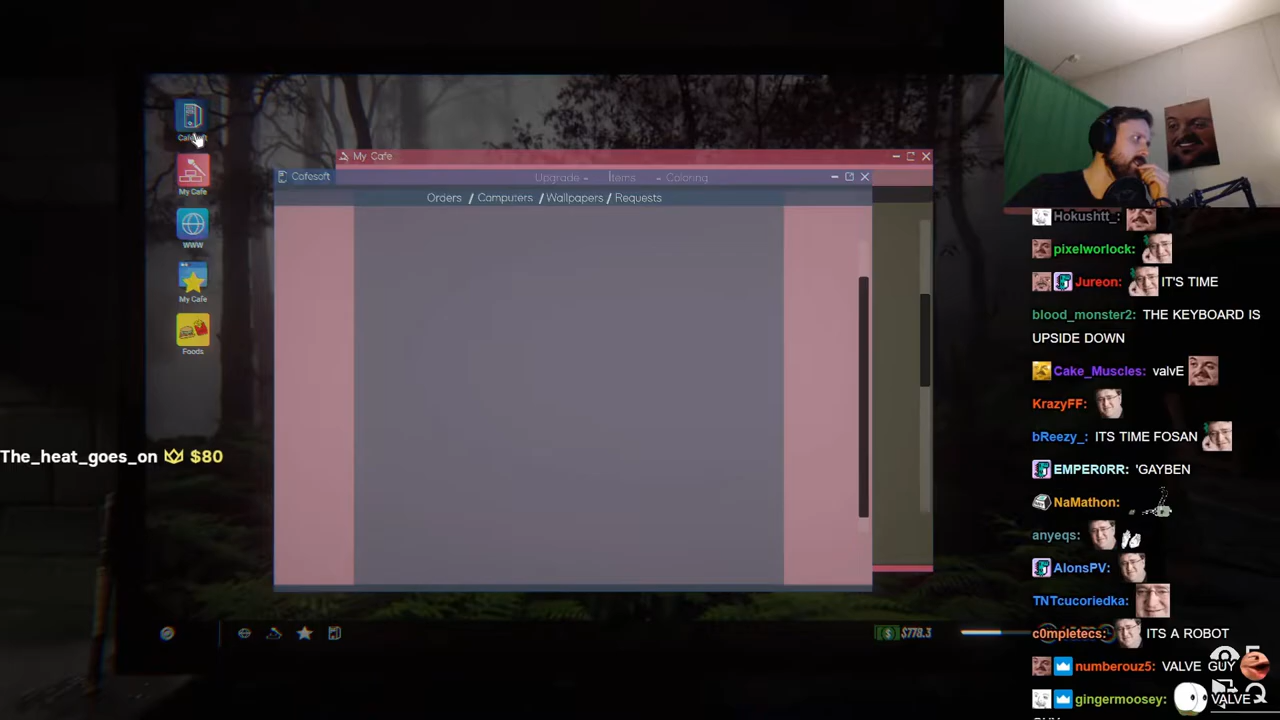 My Cafe
Cafesoft
Upgrade
Items
Coloring
Orders / Computers / Wallpapers / Requests
My Cafe
WWW
My Cafe
Foods
The_heat_goes_on $80
$778.3
Hokushtt_:
pixelworlock:
Jureon: IT'S TIME
blood_monster2: THE KEYBOARD IS
UPSIDE DOWN
Cake_Muscles: valvE
KrazyFF:
bReezy_: ITS TIME FOSAN
EMPER0RR: 'GAYBEN
NaMathon:
anyeqs:
AlonsPV:
TNTcucoriedka:
c0mpletecs: ITS A ROBOT
numberouz5: VALVE GUY
gingermoosey: VALVE